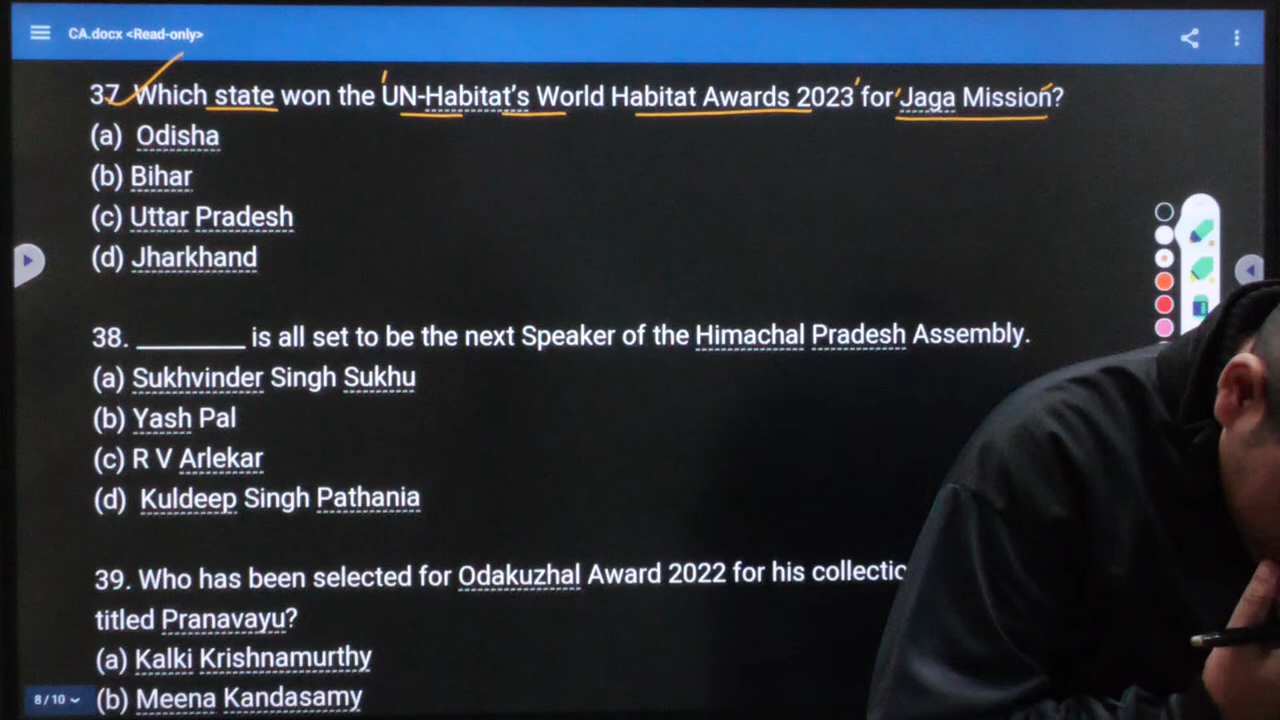 CA.docx <Read-only>
37. Which state won the UN-Habitat's World Habitat Awards 2023 for Jaga Mission?
(a) Odisha
(b) Bihar
(c) Uttar Pradesh
(d) Jharkhand
38. ________ is all set to be the next Speaker of the Himachal Pradesh Assembly.
(a) Sukhvinder Singh Sukhu
(b) Yash Pal
(c) R V Arlekar
(d) Kuldeep Singh Pathania
39. Who has been selected for Odakuzhal Award 2022 for his
titled Pranavayu?
(a) Kalki Krishnamurthy
(b) Meena Kandasamy
8 / 10